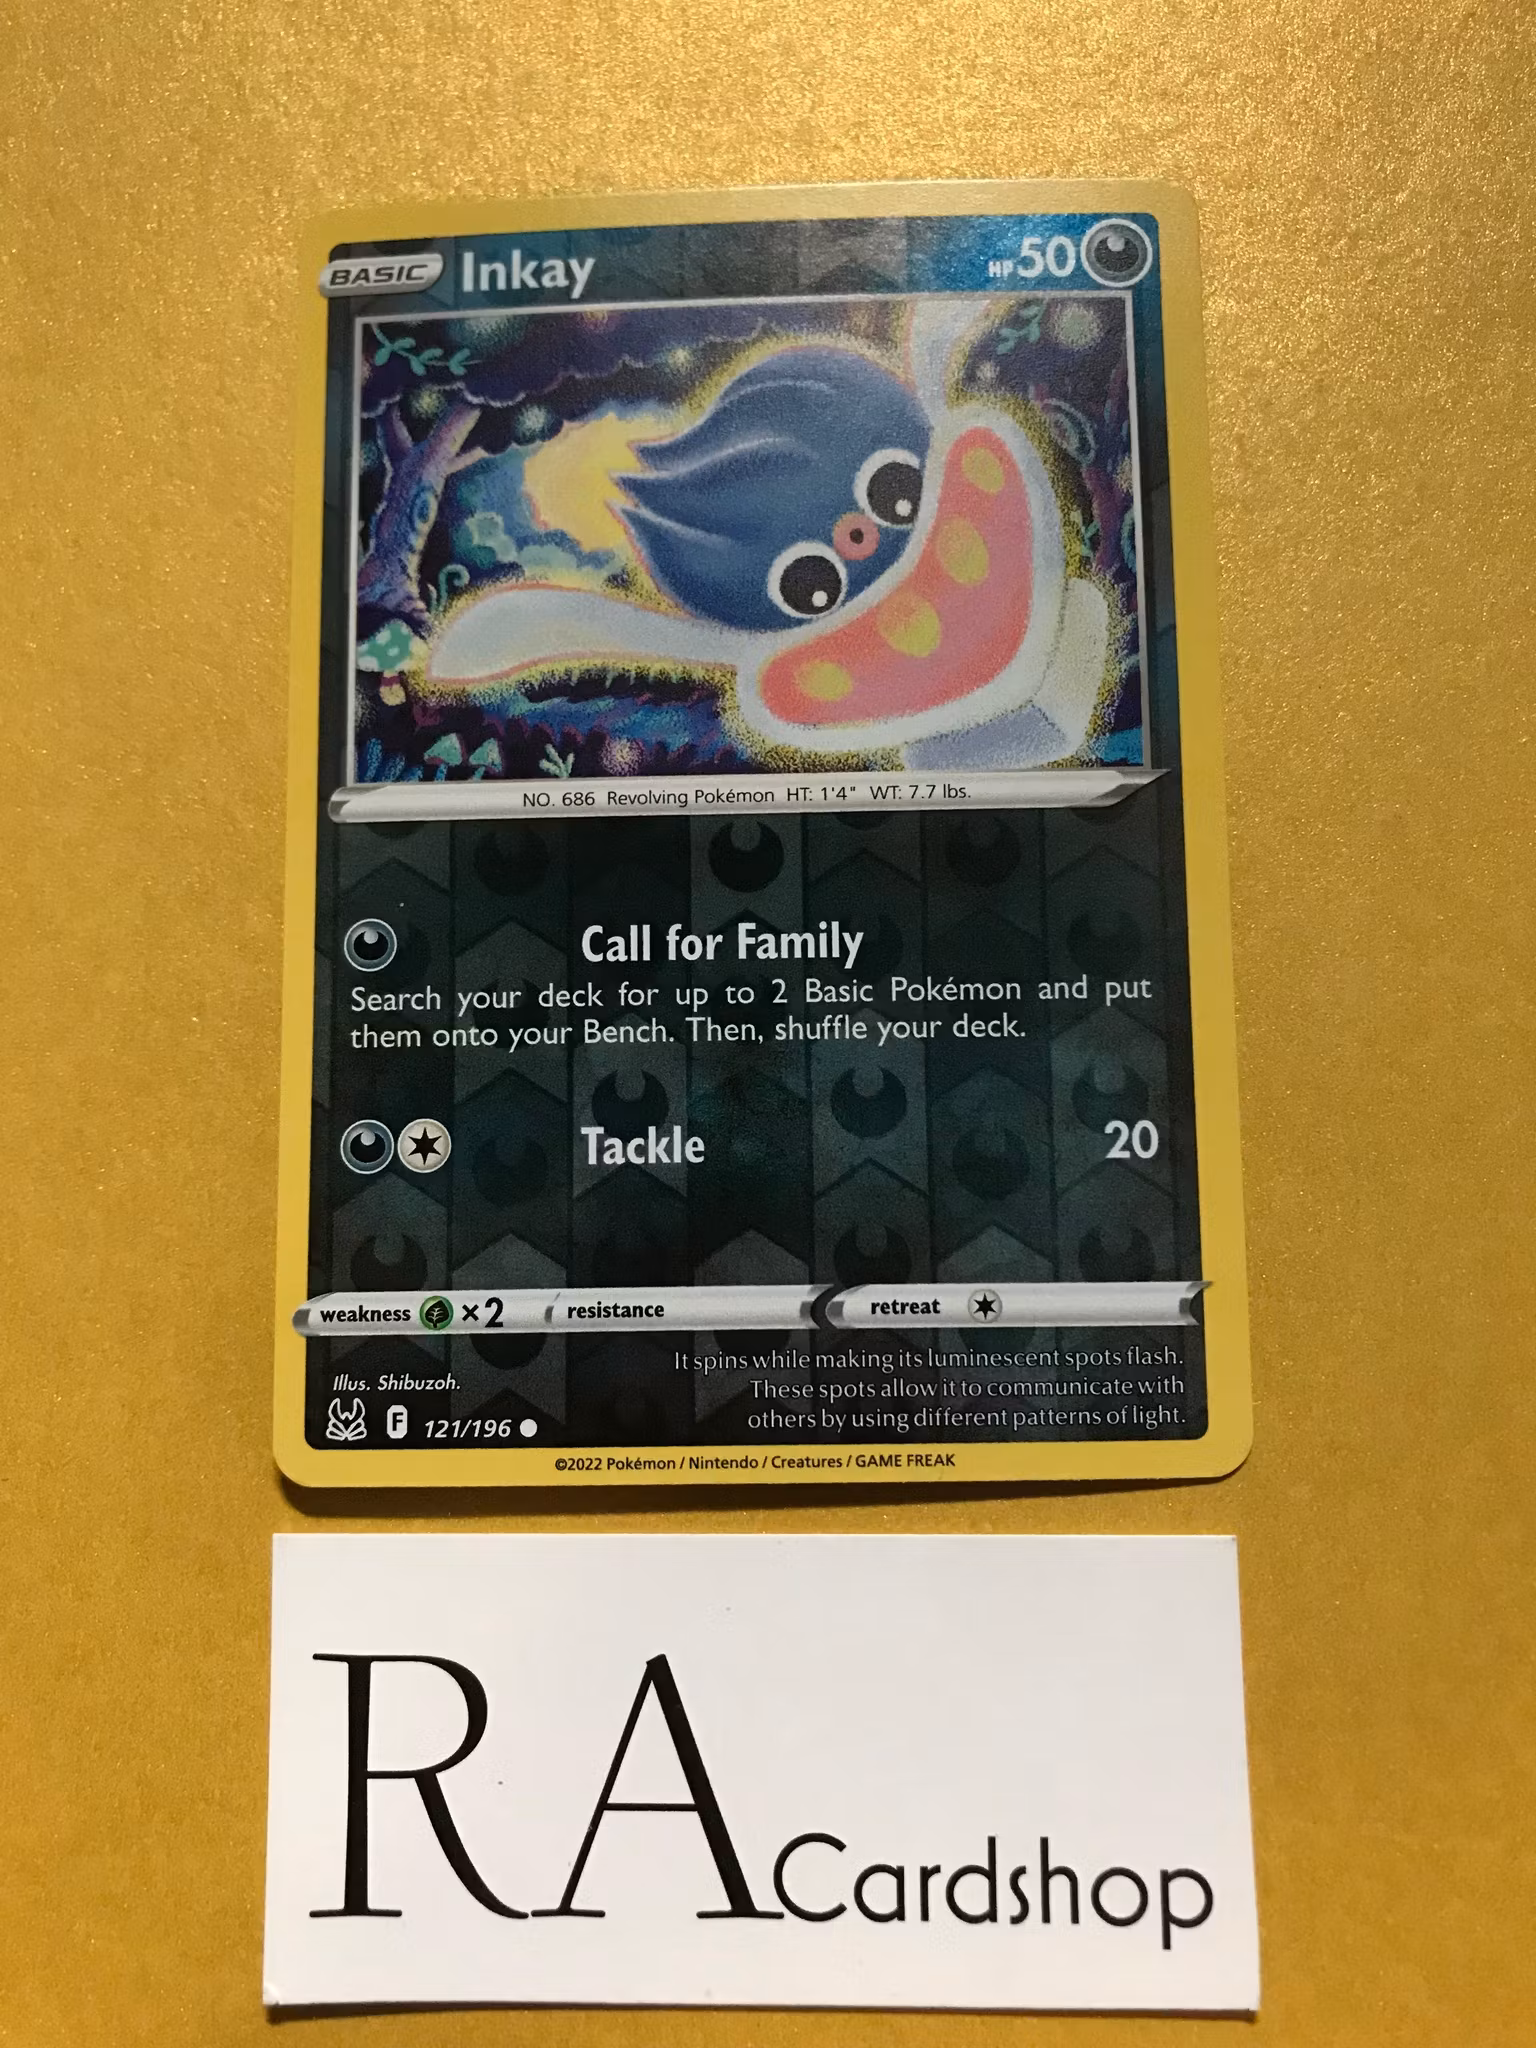 BASIC Inkay HP 50
NO. 686 Revolving Pokémon HT: 1'4" WT: 7.7 lbs.
Call for Family
Search your deck for up to 2 Basic Pokémon and put
them onto your Bench. Then, shuffle your deck.
Tackle 20
weakness ×2 resistance retreat
It spins while making its luminescent spots flash.
These spots allow it to communicate with
others by using different patterns of light.
Illus. Shibuzoh.
F 121/196
©2022 Pokémon / Nintendo / Creatures / GAME FREAK
RA Cardshop